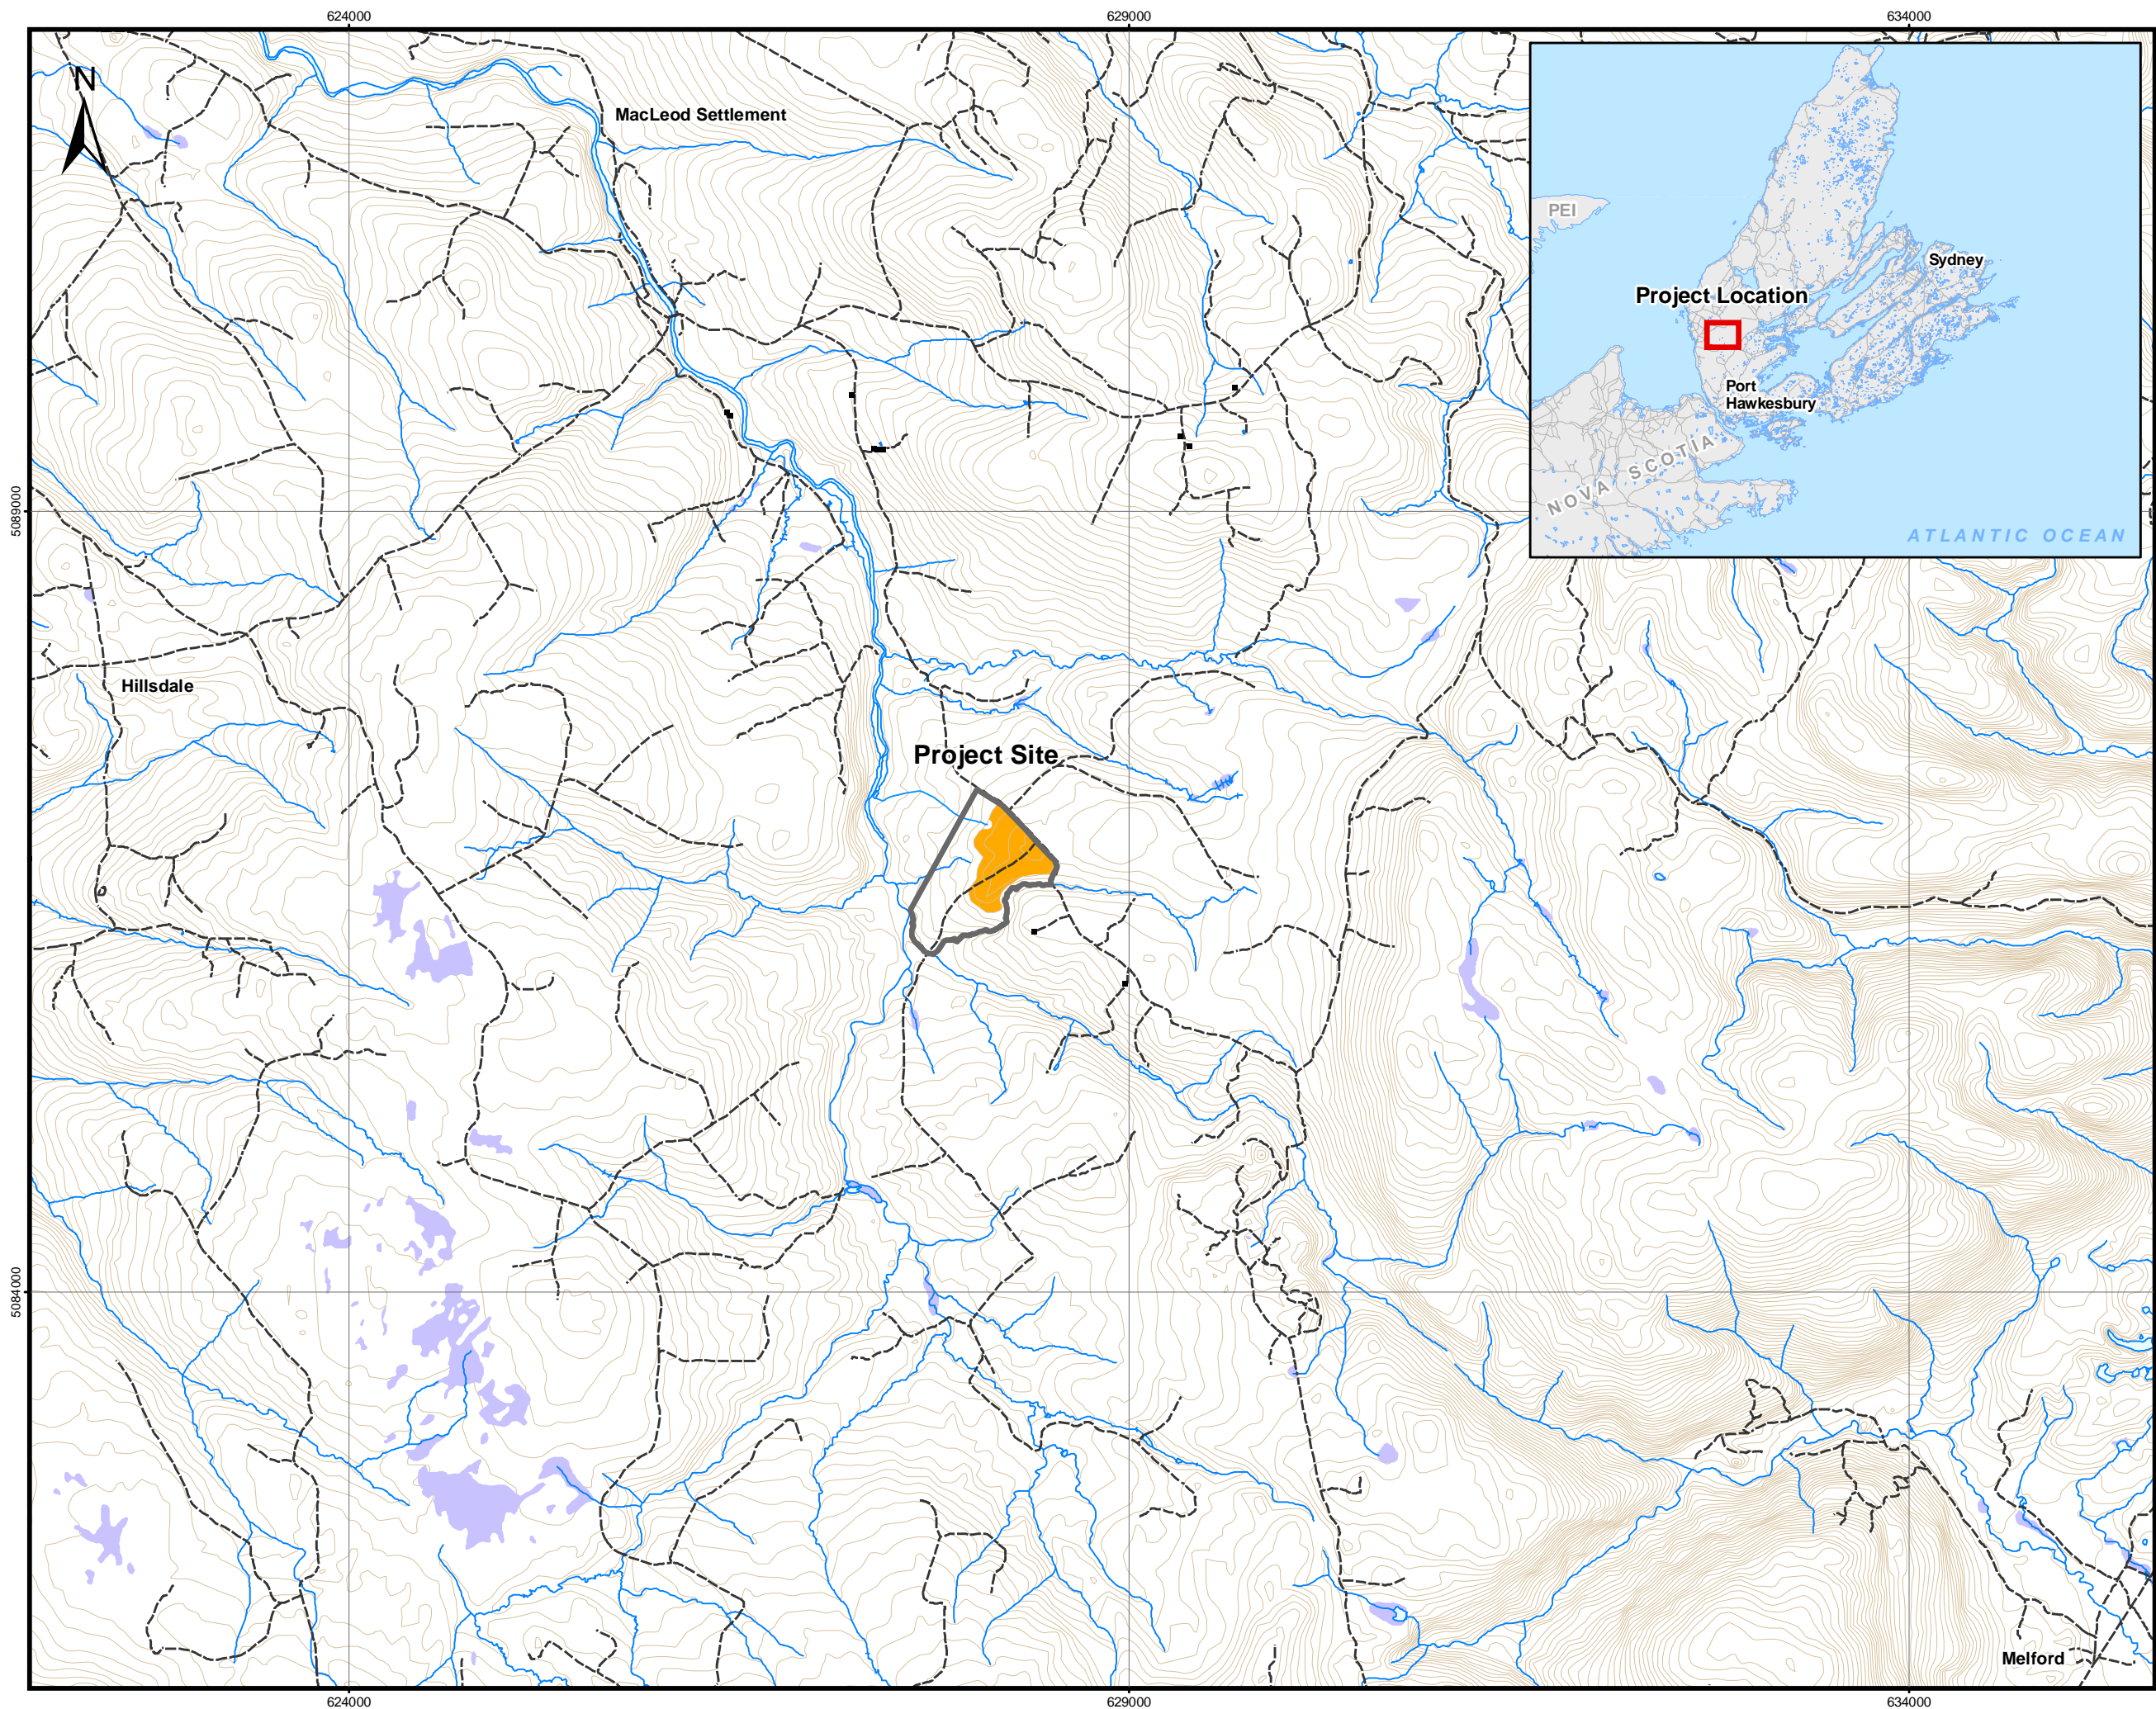 624000
629000
634000
N
MacLeod Settlement
PEI
Sydney
Project Location
Port
Hawkesbury
NOVA SCOTIA
ATLANTIC OCEAN
5089000
Hillsdale
Project Site
5084000
Melford
624000
629000
634000